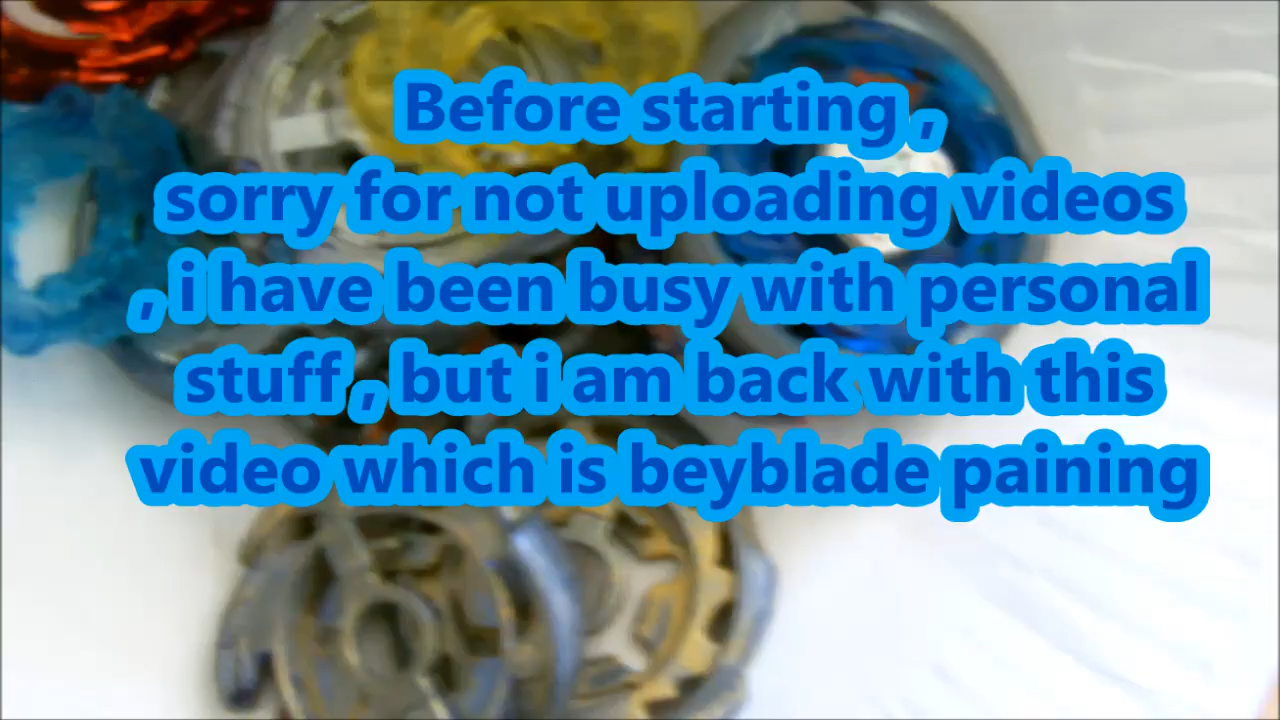 Before starting ,
sorry for not uploading videos
, i have been busy with personal
stuff , but i am back with this
video which is beyblade paining